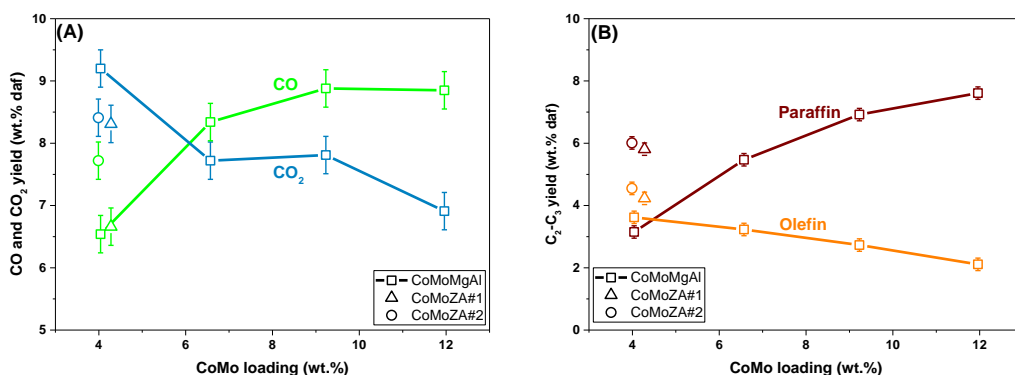 (A)
CO and CO2 yield (wt.% daf)
10
9
8
7
6
5
CO
CO2
CoMoMgAl
CoMoZA#1
CoMoZA#2
4 6 8 10 12
CoMo loading (wt.%)
(B)
C2-C3 yield (wt.% daf)
10
8
6
4
2
0
Paraffin
Olefin
CoMoMgAl
CoMoZA#1
CoMoZA#2
4 6 8 10 12
CoMo loading (wt.%)